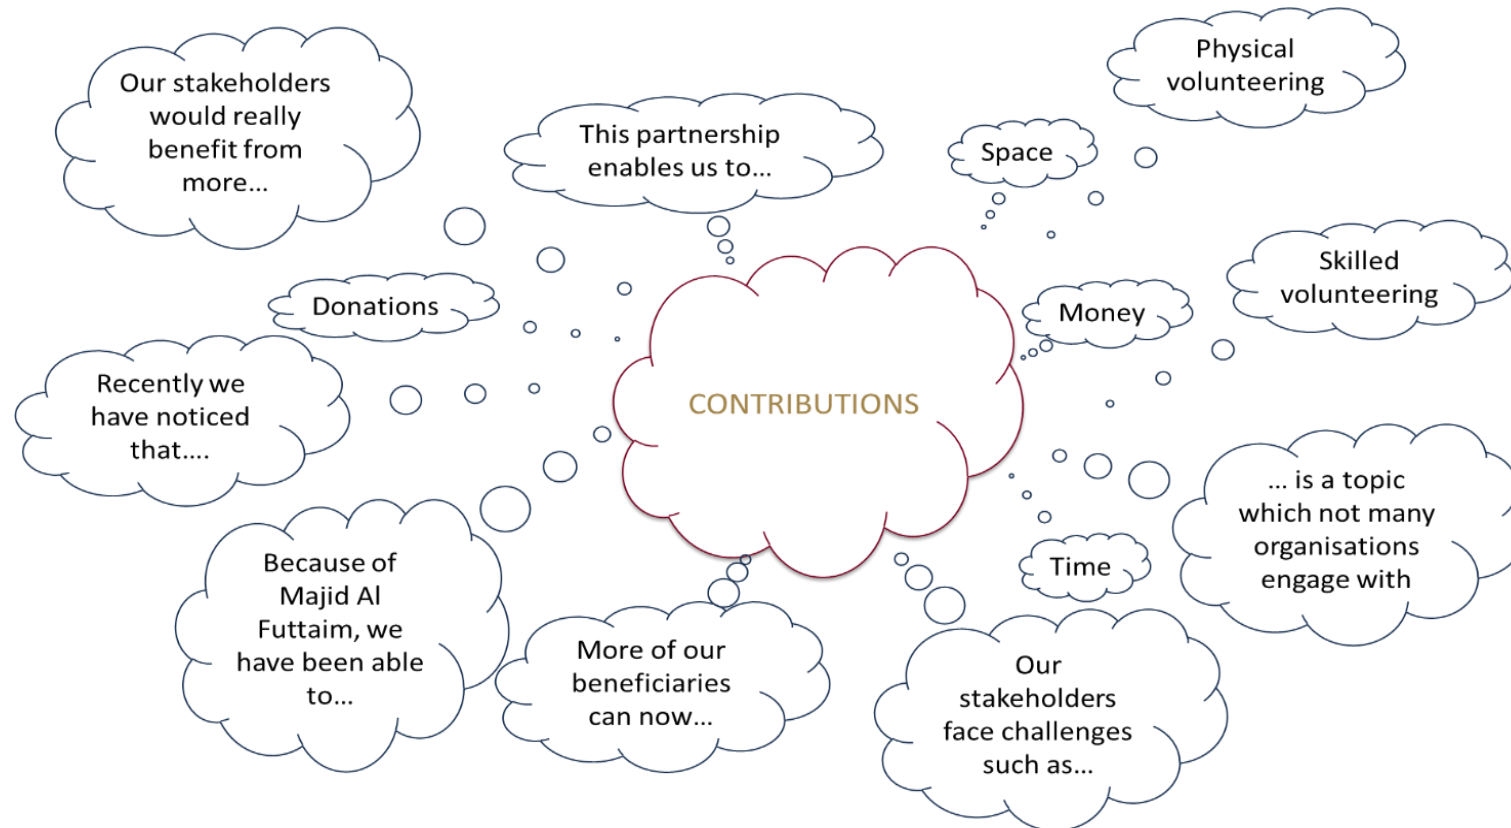 Our stakeholders
would really
benefit from
more...
This partnership
enables us to...
Space
Physical
volunteering
Donations
Money
Skilled
volunteering
Recently we
have noticed
that....
CONTRIBUTIONS
... is a topic
which not many
organisations
engage with
Because of
Majid Al
Futtaim, we
have been able
to...
More of our
beneficiaries
can now...
Time
Our
stakeholders
face challenges
such as...